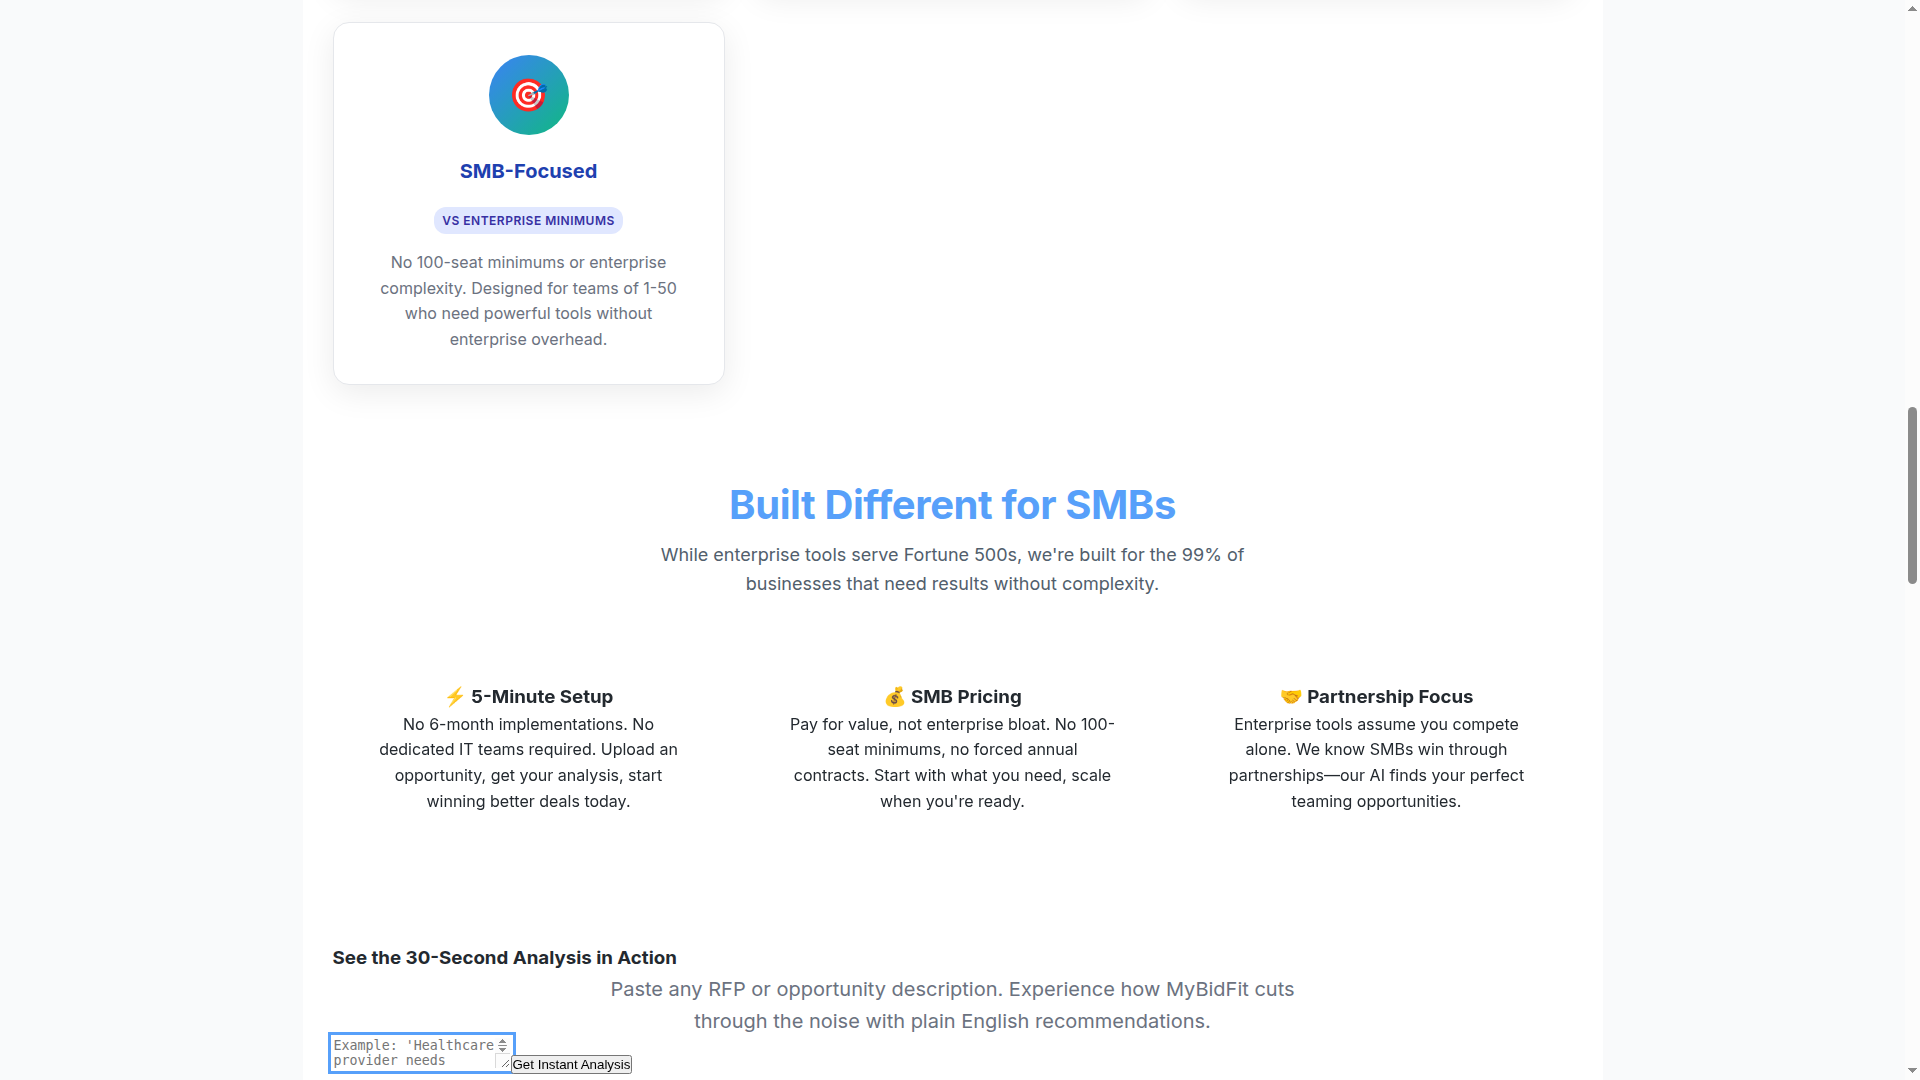 SMB-Focused
VS ENTERPRISE MINIMUMS
No 100-seat minimums or enterprise
complexity. Designed for teams of 1-50
who need powerful tools without
enterprise overhead.
Built Different for SMBs
While enterprise tools serve Fortune 500s, we're built for the 99% of
businesses that need results without complexity.
⚡ 5-Minute Setup
No 6-month implementations. No
dedicated IT teams required. Upload an
opportunity, get your analysis, start
winning better deals today.
💰 SMB Pricing
Pay for value, not enterprise bloat. No 100-
seat minimums, no forced annual
contracts. Start with what you need, scale
when you're ready.
🤝 Partnership Focus
Enterprise tools assume you compete
alone. We know SMBs win through
partnerships—our AI finds your perfect
teaming opportunities.
See the 30-Second Analysis in Action
Paste any RFP or opportunity description. Experience how MyBidFit cuts
through the noise with plain English recommendations.
Example: 'Healthcare
provider needs
Get Instant Analysis